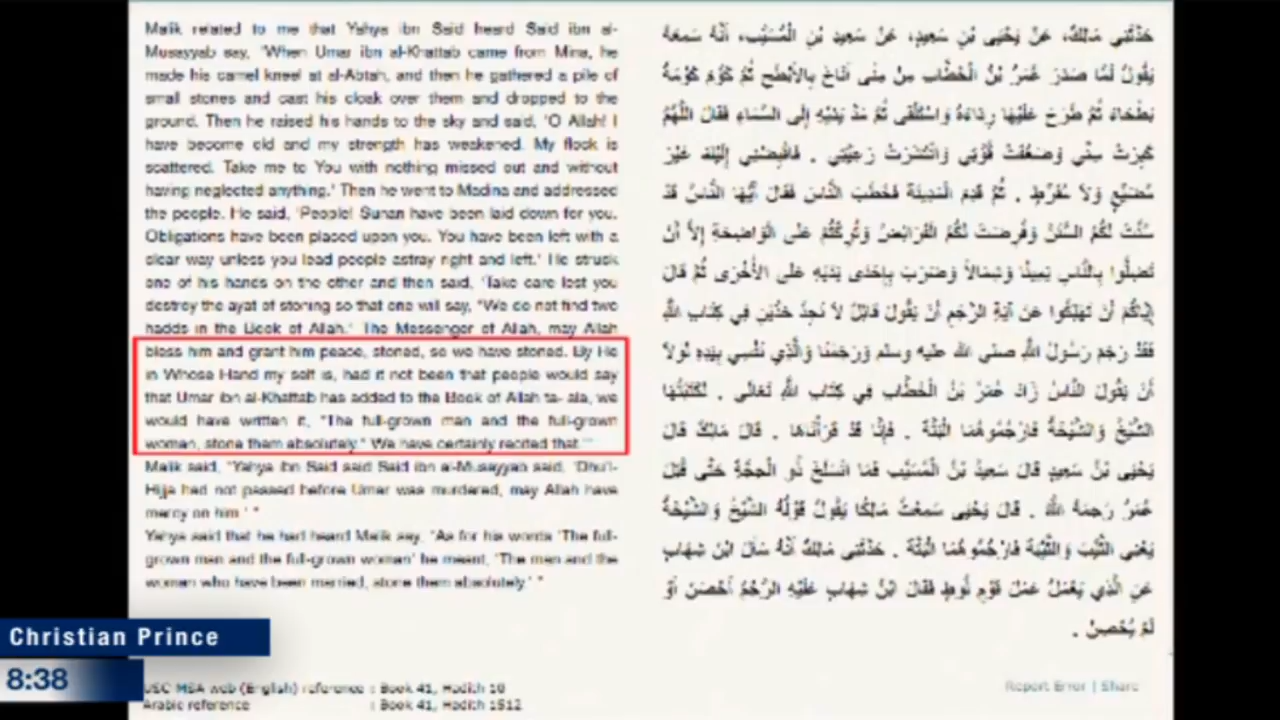 Malik related to me that Yahya ibn Said heard Said ibn al-
Musayyab say, "When Umar ibn al-Khattab came from Mina, he
made his camel kneel at al-Abtah, and then he gathered a pile of
small stones and cast his cloak over them and dropped to the
ground. Then he raised his hands to the sky and said, 'O Allah! I
have become old and my strength has weakened. My flock is
scattered. Take me to You with nothing missed out and without
having neglected anything.' Then he went to Madina and addressed
the people. He said, 'People! Sunan have been laid down for you.
Obligations have been placed upon you. You have been left with a
clear way unless you lead people astray right and left.' He struck
one of his hands on the other and then said, 'Take care lest you
destroy the ayat of stoning so that one will say, "We do not find two
hadds in the Book of Allah." The Messenger of Allah, may Allah
bless him and grant him peace, stoned, so we have stoned. By He
in Whose Hand my self is, had it not been that people would say
that Umar ibn al-Khattab has added to the Book of Allah ta-ala, we
would have written it, "The full-grown man and the full-grown
woman, stone them absolutely." We have certainly recited that.'"
Malik said, "Yahya ibn Said said Said ibn al-Musayyab said, 'Dhu'l-
Hijja had not passed before Umar was murdered, may Allah have
mercy on him.' "
Yahya said that he had heard Malik say, "As for his words 'The full-
grown man and the full-grown woman' he meant, 'The man and the
woman who have been married, stone them absolutely.' "
حَدَّثَنِي مَالِكٌ، عَنْ يَحْيَى بْنِ سَعِيدٍ، عَنْ سَعِيدِ بْنِ الْمُسَيَّبِ، أَنَّهُ سَمِعَهُ
يَقُولُ لَمَّا صَدَرَ عُمَرُ بْنُ الْخَطَّابِ مِنْ مِنًى أَنَاخَ بِالأَبْطَحِ ثُمَّ كَوَّمَ كَوْمَةً
بَطْحَاءَ ثُمَّ طَرَحَ عَلَيْهَا رِدَاءَهُ وَاسْتَلْقَى ثُمَّ مَدَّ يَدَيْهِ إِلَى السَّمَاءِ فَقَالَ اللَّهُمَّ
كَبِرَتْ سِنِّي وَضَعُفَتْ قُوَّتِي وَانْتَشَرَتْ رَعِيَّتِي . فَاقْبِضْنِي إِلَيْكَ غَيْرَ
مُضَيِّعٍ وَلاَ مُفَرِّطٍ . ثُمَّ قَدِمَ الْمَدِينَةَ فَخَطَبَ النَّاسَ فَقَالَ أَيُّهَا النَّاسُ قَدْ
سُنَّتْ لَكُمُ السُّنَنُ وَفُرِضَتْ لَكُمُ الْفَرَائِضُ وَتُرِكْتُمْ عَلَى الْوَاضِحَةِ إِلاَّ أَنْ
تَضِلُّوا بِالنَّاسِ يَمِينًا وَشِمَالاً وَضَرَبَ بِإِحْدَى يَدَيْهِ عَلَى الأُخْرَى ثُمَّ قَالَ
إِيَّاكُمْ أَنْ تَهْلِكُوا عَنْ آيَةِ الرَّجْمِ أَنْ يَقُولَ قَائِلٌ لاَ نَجِدُ حَدَّيْنِ فِي كِتَابِ اللَّهِ
فَقَدْ رَجَمَ رَسُولُ اللَّهِ صلى الله عليه وسلم وَرَجَمْنَا وَالَّذِي نَفْسِي بِيَدِهِ لَوْلاَ
أَنْ يَقُولَ النَّاسُ زَادَ عُمَرُ بْنُ الْخَطَّابِ فِي كِتَابِ اللَّهِ تَعَالَى . لَكَتَبْتُهَا
الشَّيْخُ وَالشَّيْخَةُ فَارْجُمُوهُمَا الْبَتَّةَ . فَإِنَّا قَدْ قَرَأْنَاهَا . قَالَ مَالِكٌ قَالَ
يَحْيَى بْنُ سَعِيدٍ قَالَ سَعِيدُ بْنُ الْمُسَيَّبِ فَمَا انْسَلَخَ ذُو الْحِجَّةِ حَتَّى قُتِلَ
عُمَرُ رَحِمَهُ اللَّهُ . قَالَ يَحْيَى سَمِعْتُ مَالِكًا يَقُولُ قَوْلُهُ الشَّيْخُ وَالشَّيْخَةُ
يَعْنِي الثَّيِّبَ وَالثَّيِّبَةَ فَارْجُمُوهُمَا الْبَتَّةَ . حَدَّثَنِي مَالِكٌ أَنَّهُ سَأَلَ ابْنَ شِهَابٍ
عَنِ الَّذِي يَعْمَلُ عَمَلَ قَوْمِ لُوطٍ فَقَالَ ابْنُ شِهَابٍ عَلَيْهِ الرَّجْمُ أَحْصَنَ أَوْ
لَمْ يُحْصِنْ .
Christian Prince
8:38
USC-MSA web (English) reference : Book 41, Hadith 10
Arabic reference : Book 41, Hadith 1512
Report Error | Share